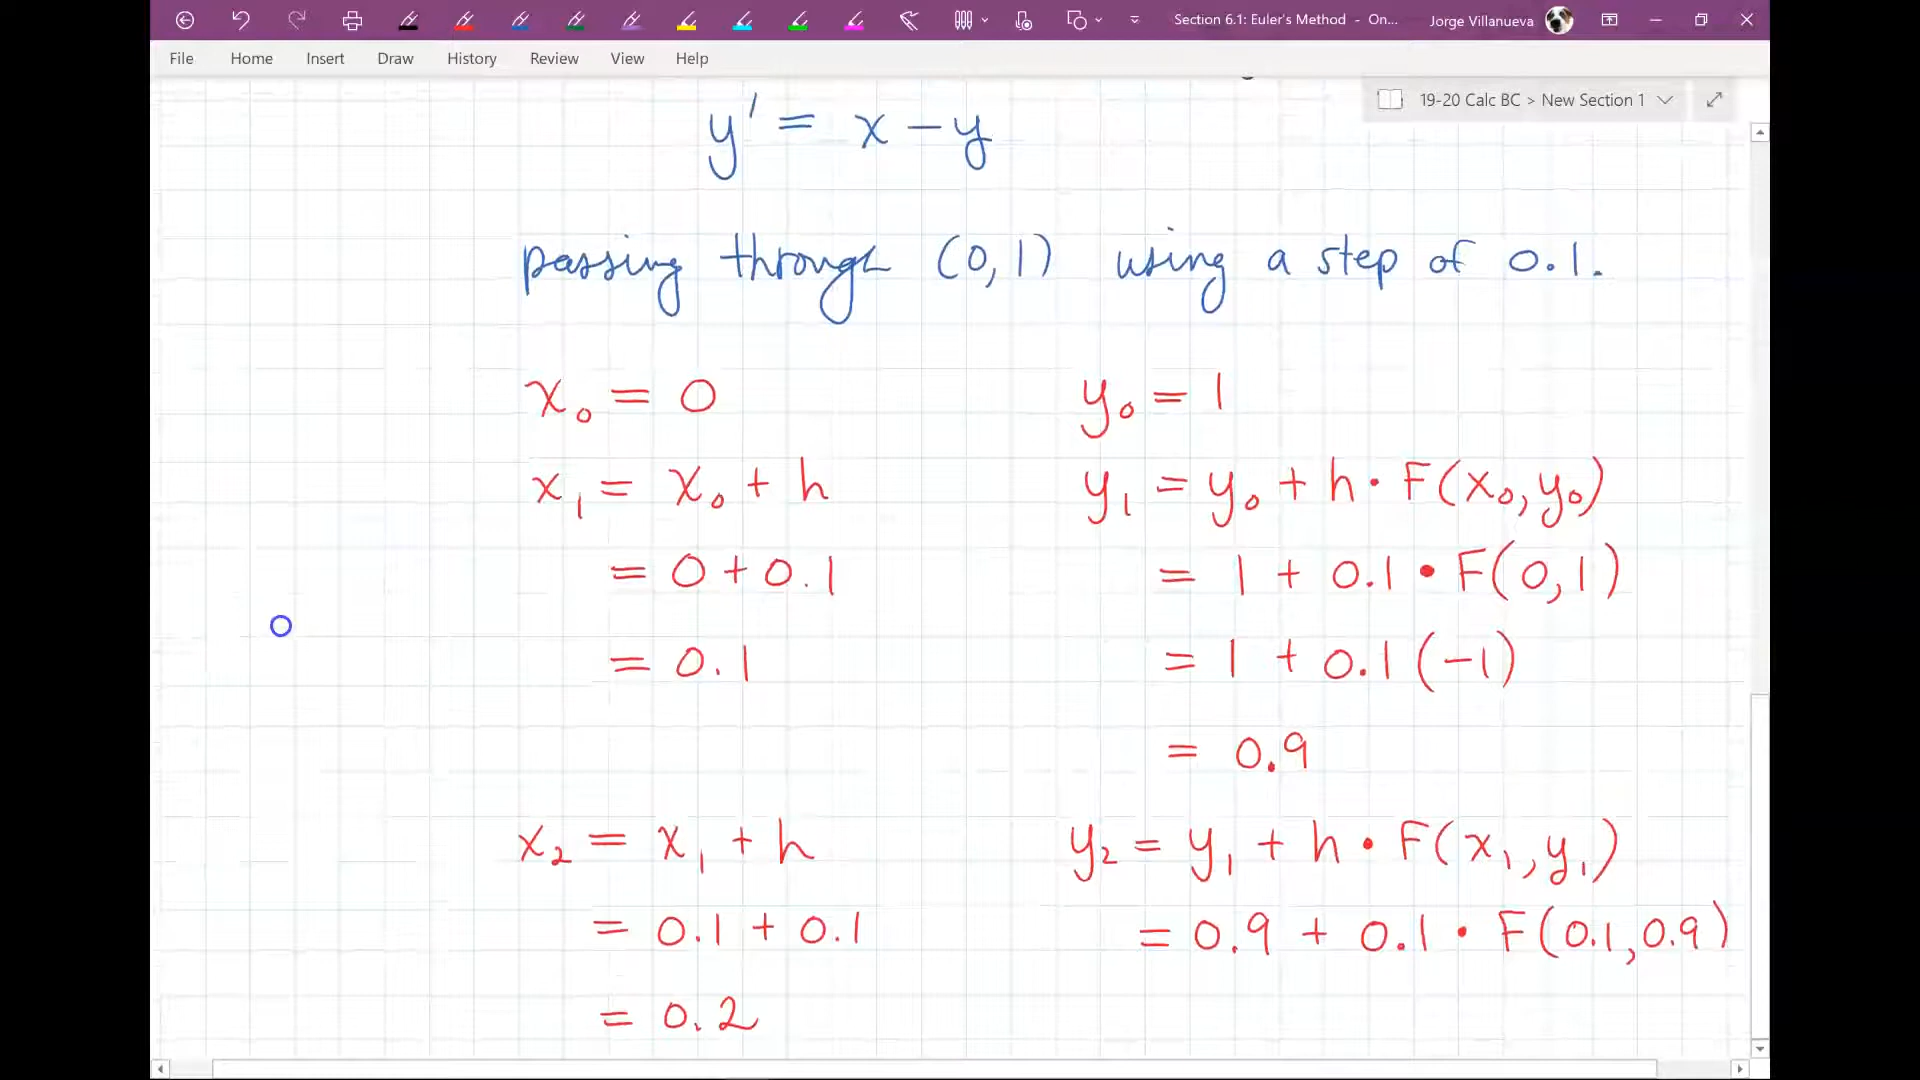 Section 6.1: Euler's Method - On...
Jorge Villanueva
File Home Insert Draw History Review View Help
19-20 Calc BC > New Section 1
y' = x - y
passing through (0,1) using a step of 0.1.
x₀ = 0
y₀ = 1
x₁ = x₀ + h
y₁ = y₀ + h · F(x₀, y₀)
= 0 + 0.1
= 1 + 0.1 · F(0,1)
= 0.1
= 1 + 0.1(-1)
= 0.9
x₂ = x₁ + h
y₂ = y₁ + h · F(x₁, y₁)
= 0.1 + 0.1
= 0.9 + 0.1 · F(0.1, 0.9)
= 0.2